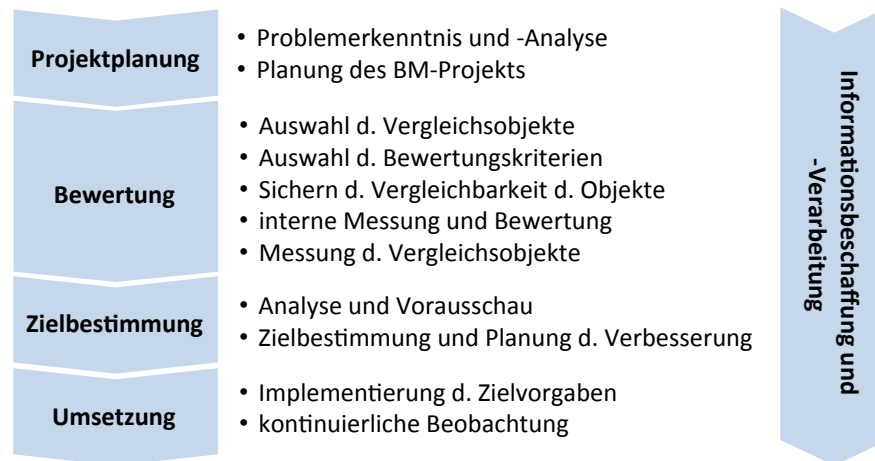 Projektplanung
• Problemerkenntnis und -Analyse
• Planung des BM-Projekts
Bewertung
• Auswahl d. Vergleichsobjekte
• Auswahl d. Bewertungskriterien
• Sichern d. Vergleichbarkeit d. Objekte
• interne Messung und Bewertung
• Messung d. Vergleichsobjekte
Zielbestimmung
• Analyse und Vorausschau
• Zielbestimmung und Planung d. Verbesserung
Umsetzung
• Implementierung d. Zielvorgaben
• kontinuierliche Beobachtung
Informationsbeschaffung und
-Verarbeitung